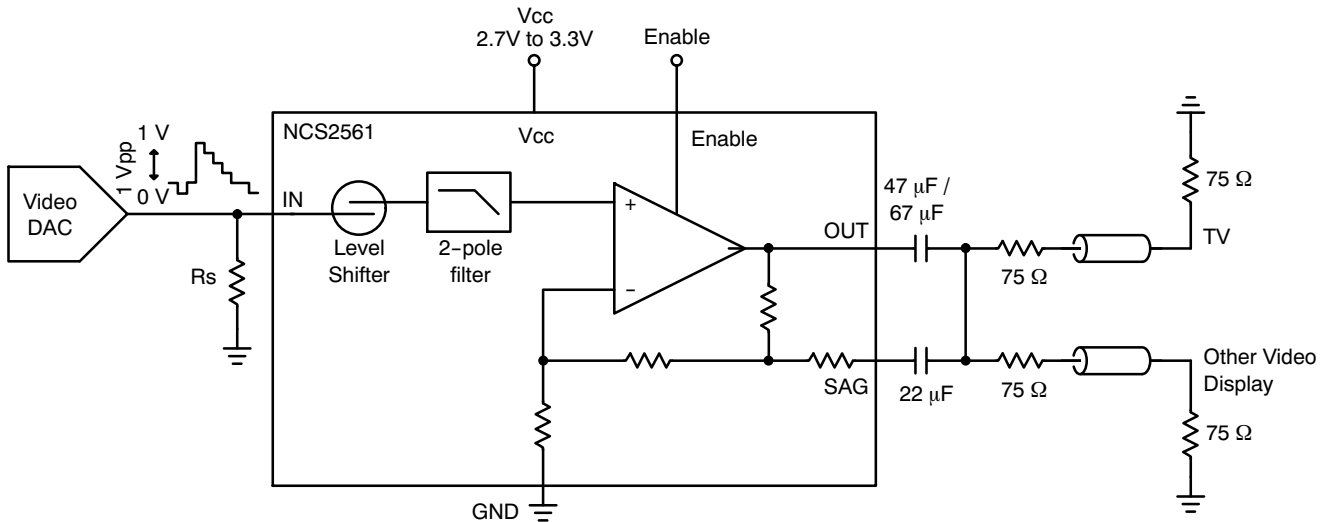 Vcc
2.7V to 3.3V
Enable
NCS2561
Vcc
Enable
1 Vpp
1 V
0 V
Video
DAC
IN
Rs
Level
Shifter
2-pole
filter
+
−
OUT
SAG
GND
47 μF /
67 μF
22 μF
75 Ω
75 Ω
75 Ω
TV
75 Ω
Other Video
Display